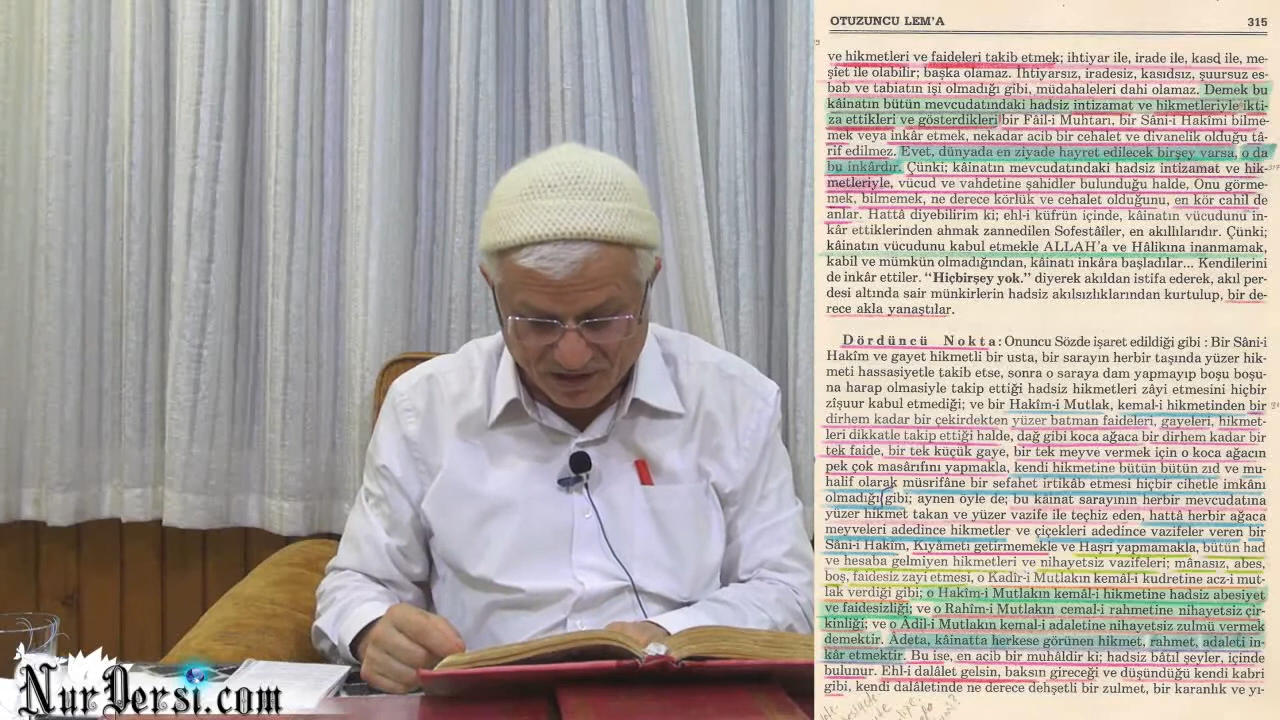 OTUZUNCU LEM'A 315
ve hikmetleri ve faideleri takib etmek; ihtiyar ile, irade ile, kasd ile, me-
şiet ile olabilir; başka olamaz. İhtiyarsız, iradesiz, kasıdsız, şuursuz es-
bab ve tabiatın işi olmadığı gibi, müdahaleleri dahi olamaz. Demek bu
kâinatın bütün mevcudatındaki hadsiz intizamat ve hikmetleriyle ikti-
za ettikleri ve gösterdikleri bir Fâil-i Muhtarı, bir Sâni-i Hakîmi bilme-
mek veya inkâr etmek, nekadar acib bir cehalet ve divanelik olduğu tâ-
rif edilmez. Evet, dünyada en ziyade hayret edilecek birşey varsa, o da
bu inkârdır. Çünki; kâinatın mevcudatındaki hadsiz intizamat ve hik-
metleriyle, vücud ve vahdetine şahidler bulunduğu halde, Onu görme-
mek, bilmemek, ne derece körlük ve cehalet olduğunu, en kör cahil de
anlar. Hattâ diyebilirim ki; ehl-i küfrün içinde, kâinatın vücudunu in-
kâr ettiklerinden ahmak zannedilen Sofestâîler, en akıllılarıdır. Çünki;
kâinatın vücudunu kabul etmekle ALLAH'a ve Hâlikına inanmamak,
kabil ve mümkün olmadığından, kâinatı inkâra başladılar... Kendilerini
de inkâr ettiler. "Hiçbirşey yok." diyerek akıldan istifa ederek, akıl per-
desi altında sair münkirlerin hadsiz akılsızlıklarından kurtulup, bir de-
rece akla yanaştılar.
Dördüncü Nokta: Onuncu Sözde işaret edildiği gibi : Bir Sâni-i
Hakîm ve gayet hikmetli bir usta, bir sarayın herbir taşında yüzer hik-
meti hassasiyetle takib etse, sonra o saraya dam yapmayıp boşu boşu-
na harap olmasiyle takip ettiği hadsiz hikmetleri zâyi etmesini hiçbir
zîşuur kabul etmediği; ve bir Hakîm-i Mutlak, kemal-i hikmetinden bir
dirhem kadar bir çekirdekten yüzer batman faideleri, gayeleri, hikmet-
leri dikkatle takip ettiği halde, dağ gibi koca ağaca bir dirhem kadar bir
tek faide, bir tek küçük gaye, bir tek meyve vermek için o koca ağacın
pek çok masârıfını yapmakla, kendi hikmetine bütün bütün zıd ve mu-
halif olarak müsrifâne bir sefahet irtikâb etmesi hiçbir cihetle imkânı
olmadığı gibi; aynen öyle de; bu kâinat sarayının herbir mevcudatına
yüzer hikmet takan ve yüzer vazife ile teçhiz eden, hattâ herbir ağaca
meyveleri adedince hikmetler ve çiçekleri adedince vazifeler veren bir
Sâni-i Hakîm, Kıyâmeti getirmemekle ve Haşri yapmamakla, bütün had
ve hesaba gelmiyen hikmetleri ve nihayetsiz vazifeleri; mânasız, abes,
boş, faidesiz zayi etmesi, o Kadîr-i Mutlakın kemâl-i kudretine acz-i mut-
lak verdiği gibi; o Hakîm-i Mutlakın kemâl-i hikmetine hadsiz abesiyet
ve faidesizliği; ve o Rahîm-i Mutlakın cemal-i rahmetine nihayetsiz çir-
kinliği; ve o Âdil-i Mutlakın kemal-i adaletine nihayetsiz zulmü vermek
demektir. Adeta, kâinatta herkese görünen hikmet, rahmet, adaleti in-
kâr etmektir. Bu ise, en acib bir muhâldir ki; hadsiz bâtıl şeyler, içinde
bulunur. Ehl-i dalâlet gelsin, baksın gireceği ve düşündüğü kendi kabri
gibi, kendi dalâletinde ne derece dehşetli bir zulmet, bir karanlık ve yı-
NurDersi.com